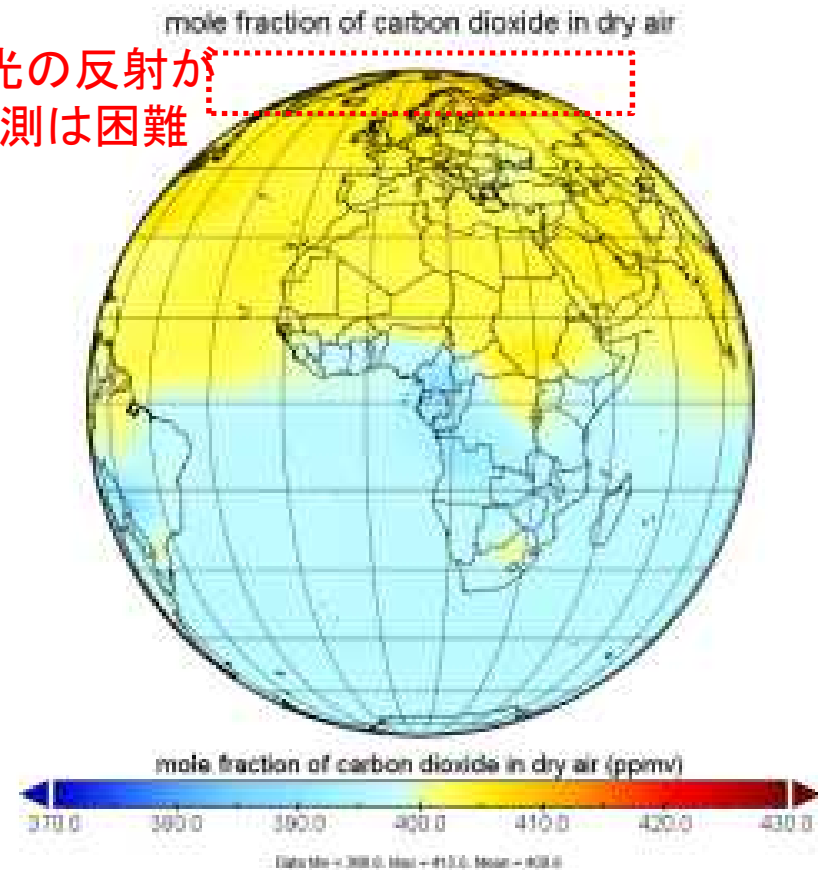 mole fraction of carbon dioxide in dry air
光の反射が
測は困難
mole fraction of carbon dioxide in dry air (ppmv)
370.0 380.0 390.0 400.0 410.0 420.0 430.0